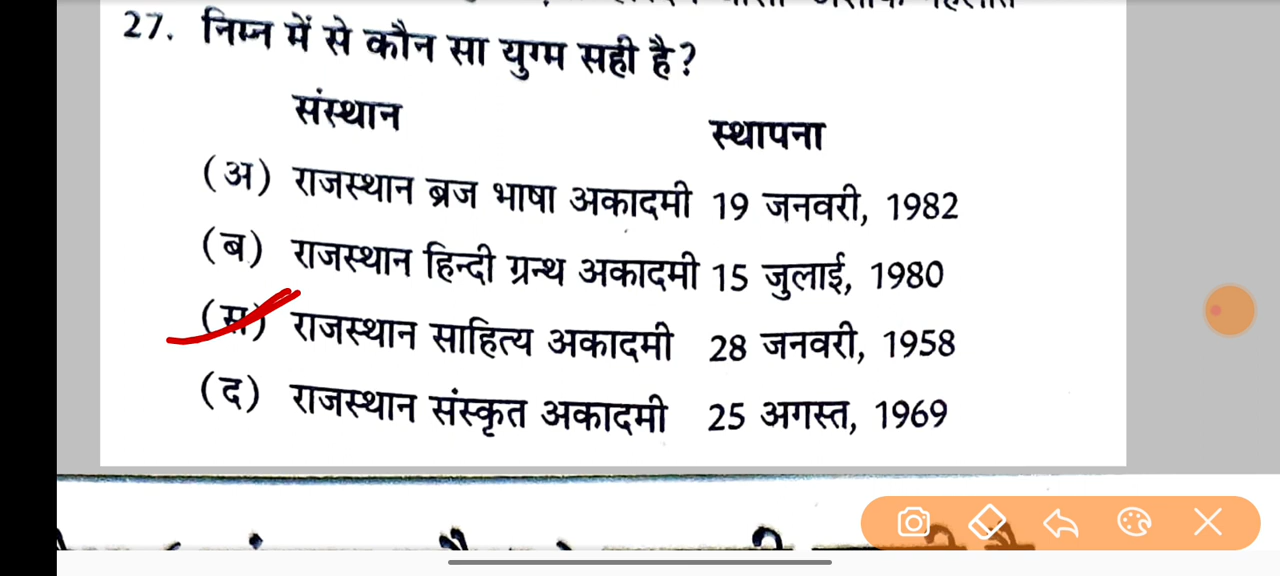 27. निम्न में से कौन सा युग्म सही है?
संस्थान स्थापना
(अ) राजस्थान ब्रज भाषा अकादमी 19 जनवरी, 1982
(ब) राजस्थान हिन्दी ग्रन्थ अकादमी 15 जुलाई, 1980
(स) राजस्थान साहित्य अकादमी 28 जनवरी, 1958
(द) राजस्थान संस्कृत अकादमी 25 अगस्त, 1969